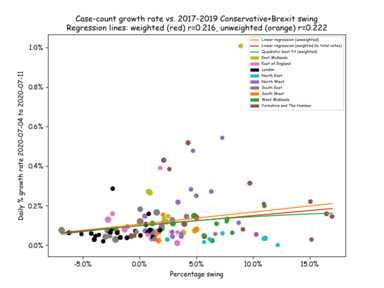 Case-count growth rate vs. 2017-2019 Conservative+Brexit swing
Regression lines: weighted (red) r=0.216, unweighted (orange) r=0.222
Linear regression (unweighted)
Linear regression (weighted by total votes)
Quadratic best fit (weighted)
East Midlands
East of England
London
North East
North West
South East
South West
West Midlands
Yorkshire and The Humber
Daily % growth rate 2020-07-04 to 2020-07-11
1.0%
0.8%
0.6%
0.4%
0.2%
0.0%
-5.0%
0.0%
5.0%
10.0%
15.0%
Percentage swing